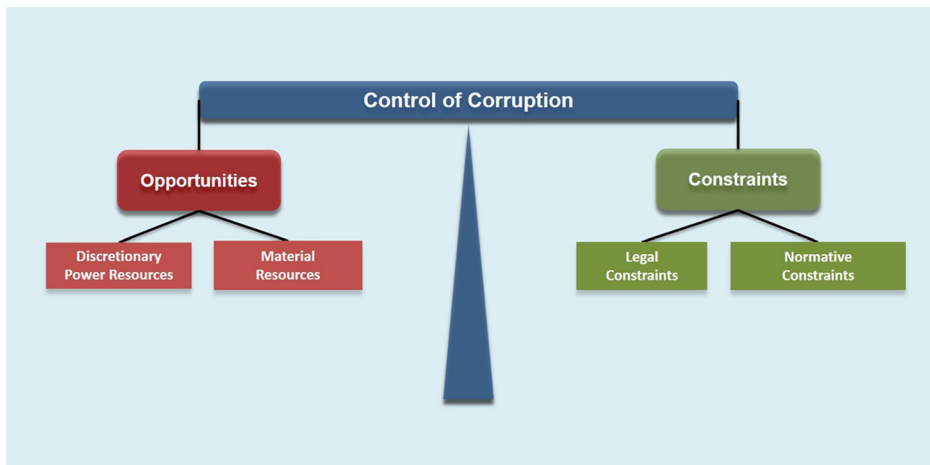 Control of Corruption
Opportunities
Constraints
Discretionary
Power Resources
Material
Resources
Legal
Constraints
Normative
Constraints